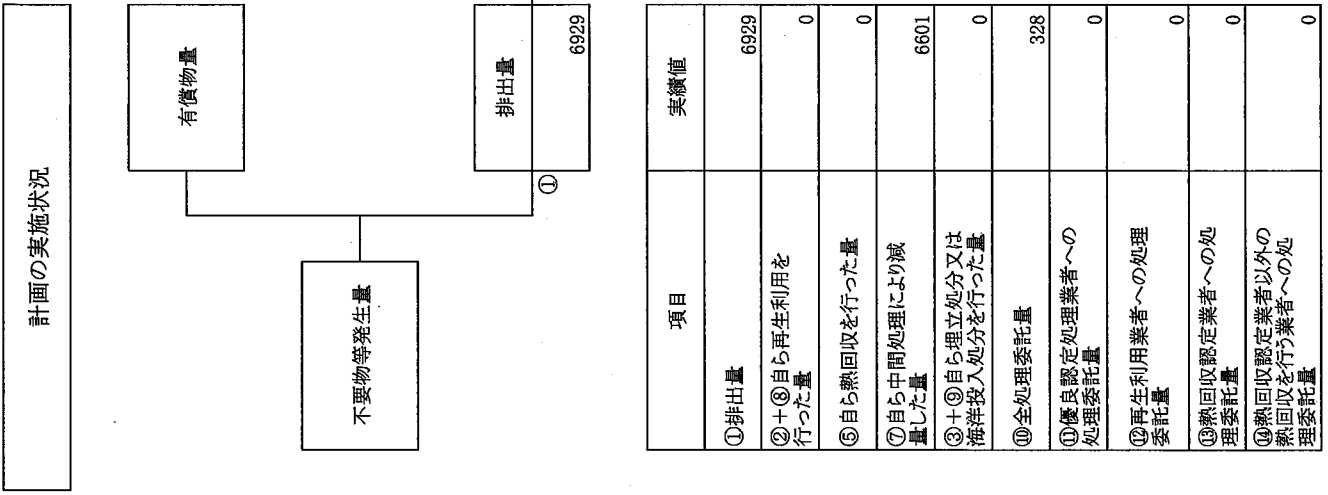 計画の実施状況
有償物量
不要物等発生量
①
排出量
6929
項目
実績値
①排出量
6929
②+⑧自ら再生利用を
行った量
0
⑤自ら熱回収を行った量
0
⑦自ら中間処理により減
量した量
6601
③+⑨自ら埋立処分又は
海洋投入処分を行った量
0
⑩全処理委託量
328
⑪優良認定処理業者への
処理委託量
0
⑫再生利用業者への処理
委託量
0
⑬熱回収認定業者への処
理委託量
0
⑭熱回収認定業者以外の
熱回収を行う業者への処
理委託量
0